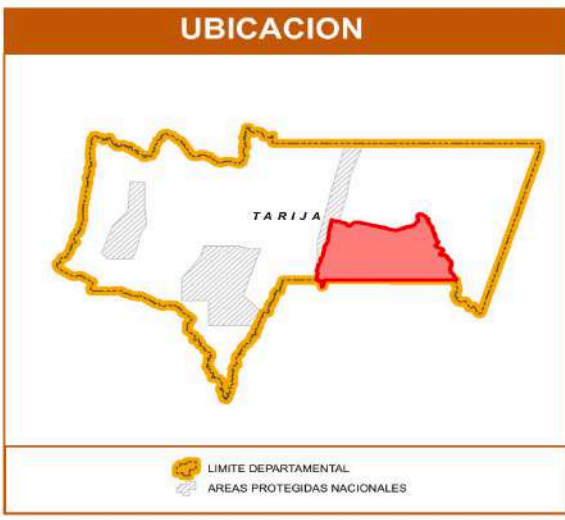 UBICACION
TARIJA
LIMITE DEPARTAMENTAL
AREAS PROTEGIDAS NACIONALES